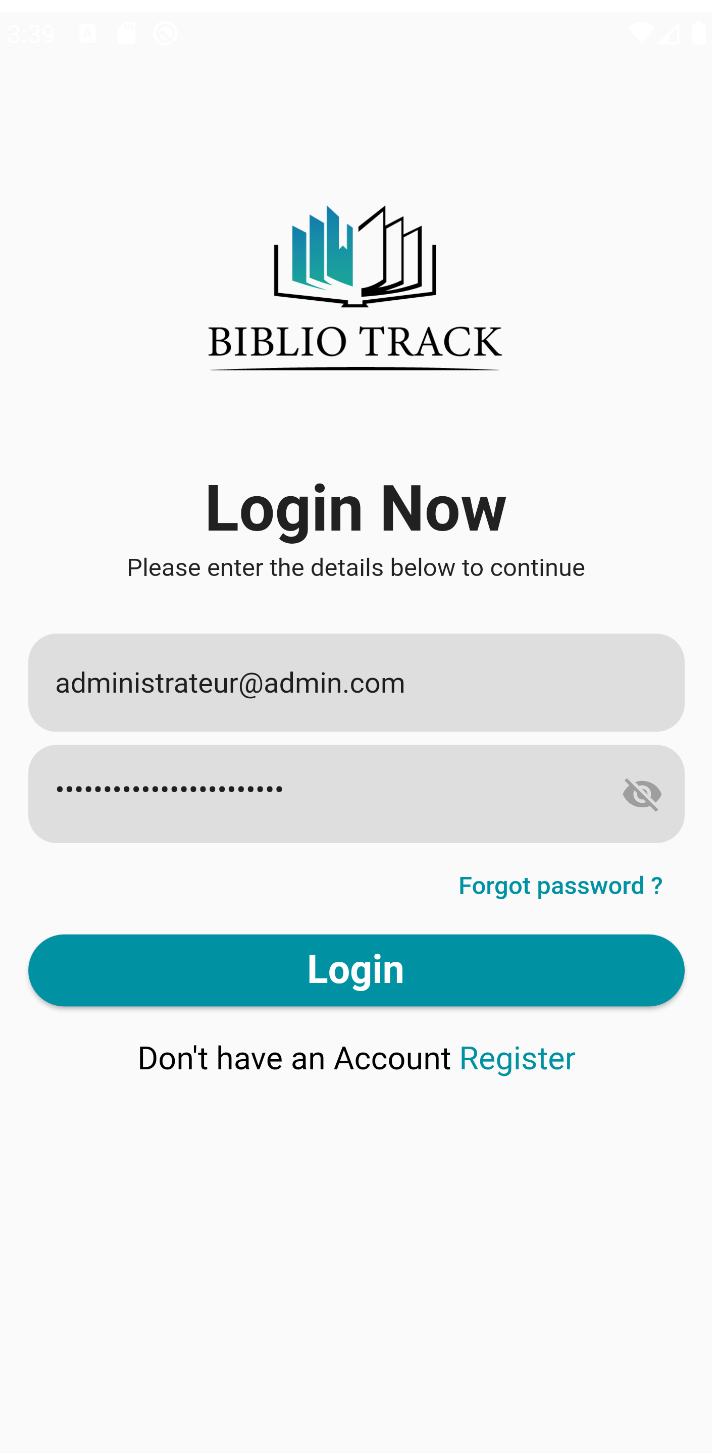 3:39
BIBLIO TRACK
Login Now
Please enter the details below to continue
administrateur@admin.com
••••••••••••••••••••••••
Forgot password ?
Login
Don't have an Account Register